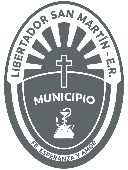 LIBERTADOR SAN MARTÍN - E.R.
MUNICIPIO
FE, ESPERANZA Y AMOR